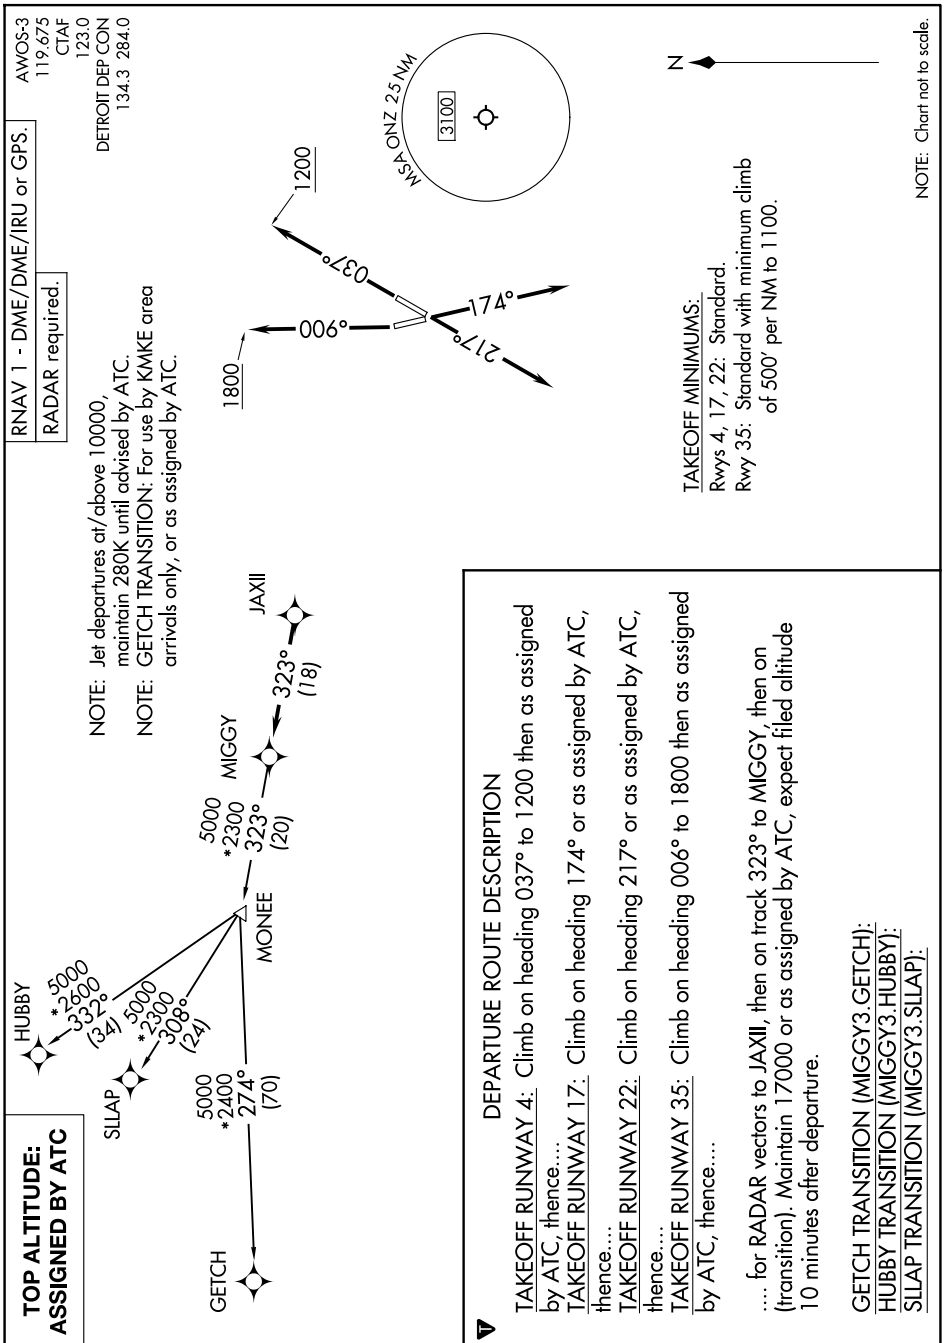 TOP ALTITUDE:
ASSIGNED BY ATC
RNAV 1 - DME/DME/IRU or GPS.
RADAR required.
AWOS-3
119.675
CTAF
123.0
DETROIT DEP CON
134.3 284.0
NOTE: Jet departures at/above 10000,
maintain 280K until advised by ATC.
NOTE: GETCH TRANSITION: For use by KMKE area
arrivals only, or as assigned by ATC.
HUBBY
5000
*2600
332°
(34)
SLLAP
5000
*2300
308°
(24)
GETCH
5000
*2400
274°
(70)
MONEE
5000
*2300
323°
(20)
MIGGY
323°
(18)
JAXII
1800
1200
006°
037°
217°
174°
MSA ONZ 25 NM
3100
N
TAKEOFF MINIMUMS:
Rwys 4, 17, 22: Standard.
Rwy 35: Standard with minimum climb
of 500' per NM to 1100.
NOTE: Chart not to scale.
T
DEPARTURE ROUTE DESCRIPTION
TAKEOFF RUNWAY 4: Climb on heading 037° to 1200 then as assigned
by ATC, thence....
TAKEOFF RUNWAY 17: Climb on heading 174° or as assigned by ATC,
thence....
TAKEOFF RUNWAY 22: Climb on heading 217° or as assigned by ATC,
thence....
TAKEOFF RUNWAY 35: Climb on heading 006° to 1800 then as assigned
by ATC, thence....
.... for RADAR vectors to JAXII, then on track 323° to MIGGY, then on
(transition). Maintain 17000 or as assigned by ATC, expect filed altitude
10 minutes after departure.
GETCH TRANSITION (MIGGY3.GETCH):
HUBBY TRANSITION (MIGGY3.HUBBY):
SLLAP TRANSITION (MIGGY3.SLLAP):